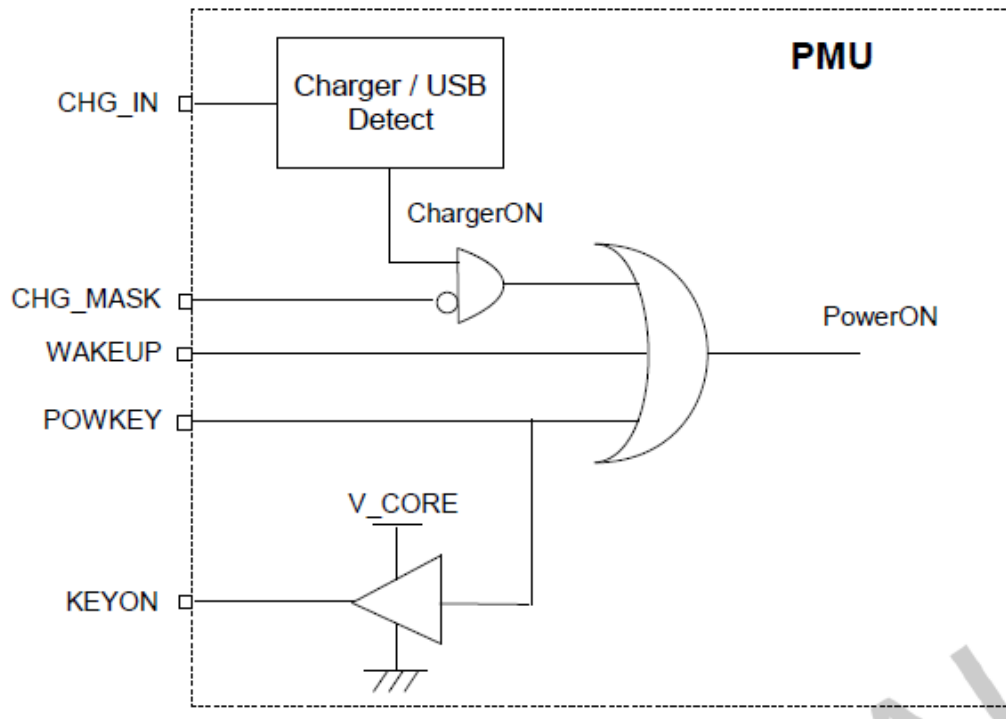 PMU
Charger / USB
Detect
CHG_IN
ChargerON
CHG_MASK
PowerON
WAKEUP
POWKEY
V_CORE
KEYON